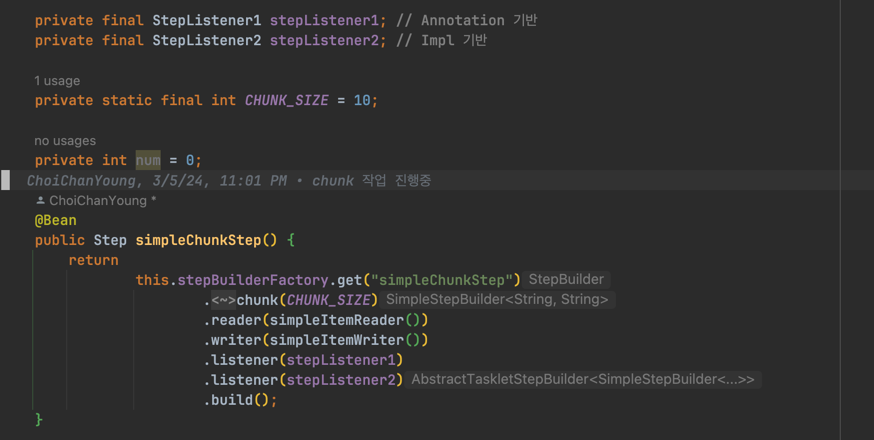 private final StepListener1 stepListener1; // Annotation 기반
private final StepListener2 stepListener2; // Impl 기반
1 usage
private static final int CHUNK_SIZE = 10;
no usages
private int num = 0;
ChoiChanYoung, 3/5/24, 11:01 PM • chunk 작업 진행중
ChoiChanYoung *
@Bean
public Step simpleChunkStep() {
return
this.stepBuilderFactory.get("simpleChunkStep") StepBuilder
.<~>chunk(CHUNK_SIZE) SimpleStepBuilder<String, String>
.reader(simpleItemReader())
.writer(simpleItemWriter())
.listener(stepListener1)
.listener(stepListener2) AbstractTaskletStepBuilder<SimpleStepBuilder<...>>
.build();
}